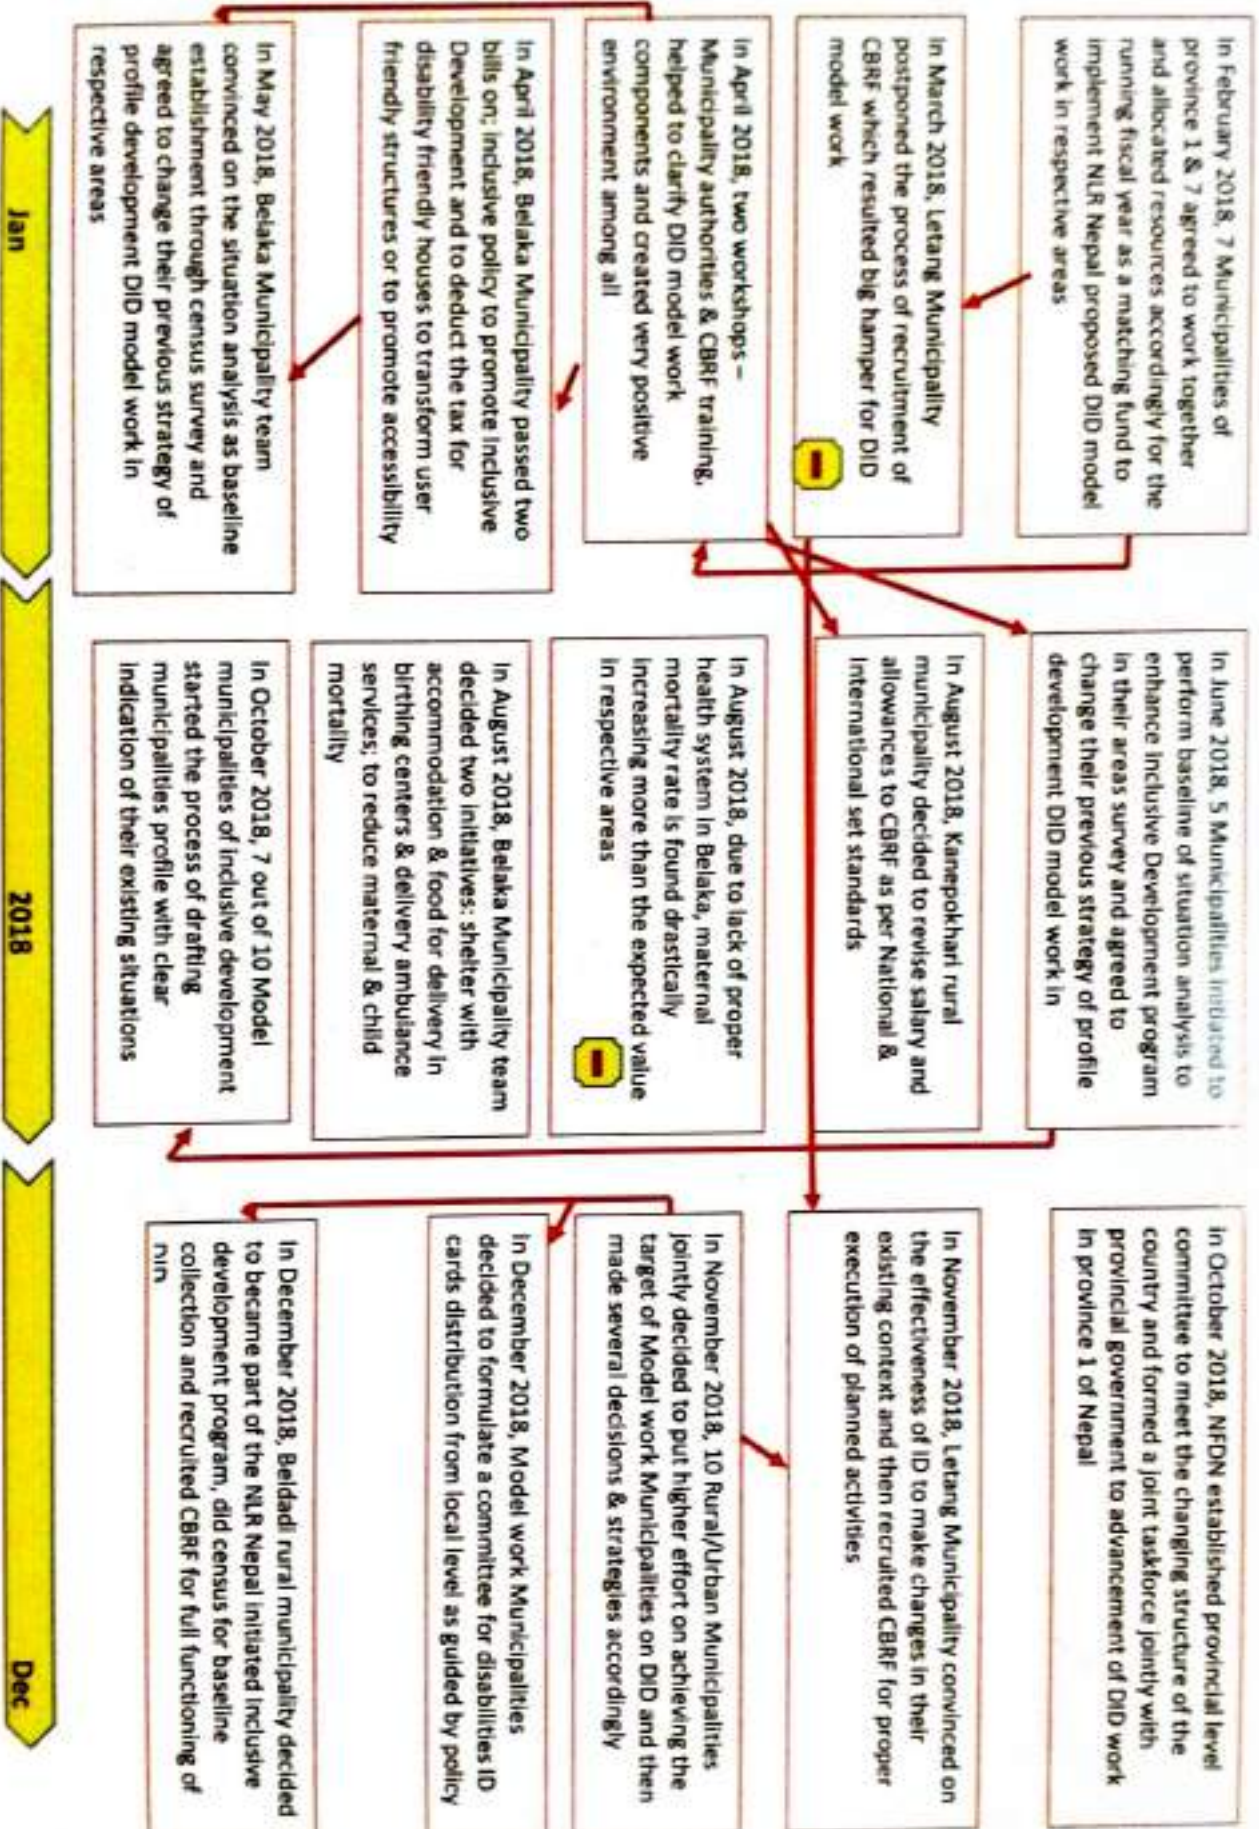 In February 2018, 7 Municipalities of
province 1 & 7 agreed to work together
and allocated resources accordingly for the
running fiscal year as a matching fund to
implement NLR Nepal proposed DID model
work in respective areas
In March 2018, Letang Municipality
postponed the process of recruitment of
CBRF which resulted big hamper for DID
model work
In April 2018, two workshops –
Municipality authorities & CBRF training,
helped to clarify DID model work
components and created very positive
environment among all
In April 2018, Belaka Municipality passed two
bills on; inclusive policy to promote Inclusive
Development and to deduct the tax for
disability friendly houses to transform user
friendly structures or to promote accessibility
In May 2018, Belaka Municipality team
convinced on the situation analysis as baseline
establishment through census survey and
agreed to change their previous strategy of
profile development DID model work in
respective areas
In June 2018, 5 Municipalities initiated to
perform baseline of situation analysis to
enhance Inclusive Development program
in their areas survey and agreed to
change their previous strategy of profile
development DID model work in
In August 2018, Kanepokhari rural
municipality decided to revise salary and
allowances to CBRF as per National &
International set standards
In August 2018, due to lack of proper
health system in Belaka, maternal
mortality rate is found drastically
increasing more than the expected value
in respective areas
In August 2018, Belaka Municipality team
decided two initiatives: shelter with
accommodation & food for delivery in
birthing centers & delivery ambulance
services; to reduce maternal & child
mortality
In October 2018, 7 out of 10 Model
municipalities of inclusive development
started the process of drafting
municipalities profile with clear
indication of their existing situations
in October 2018, NFDN established provincial level
committee to meet the changing structure of the
country and formed a joint taskforce jointly with
provincial government to advancement of DID work
in province 1 of Nepal
In November 2018, Letang Municipality convinced on
the effectiveness of ID to make changes in their
existing context and then recruited CBRF for proper
execution of planned activities
In November 2018, 10 Rural/Urban Municipalities
jointly decided to put higher effort on achieving the
target of Model work Municipalities on DID and then
made several decisions & strategies accordingly
In December 2018, Model work Municipalities
decided to formulate a committee for disabilities ID
cards distribution from local level as guided by policy
In December 2018, Beldadi rural municipality decided
to became part of the NLR Nepal initiated Inclusive
development program, did census for baseline
collection and recruited CBRF for full functioning of
Jan
2018
Dec